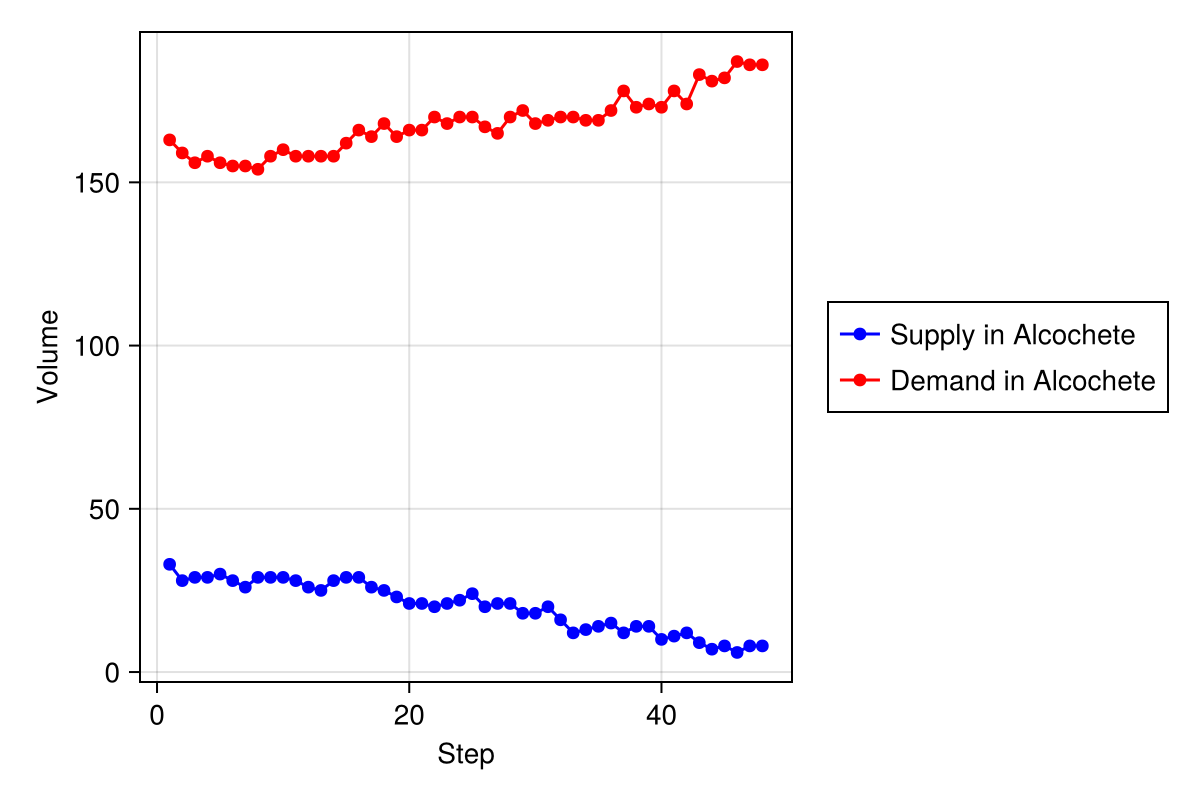 Volume
150
100
50
0
0 20 40
Step
Supply in Alcochete
Demand in Alcochete